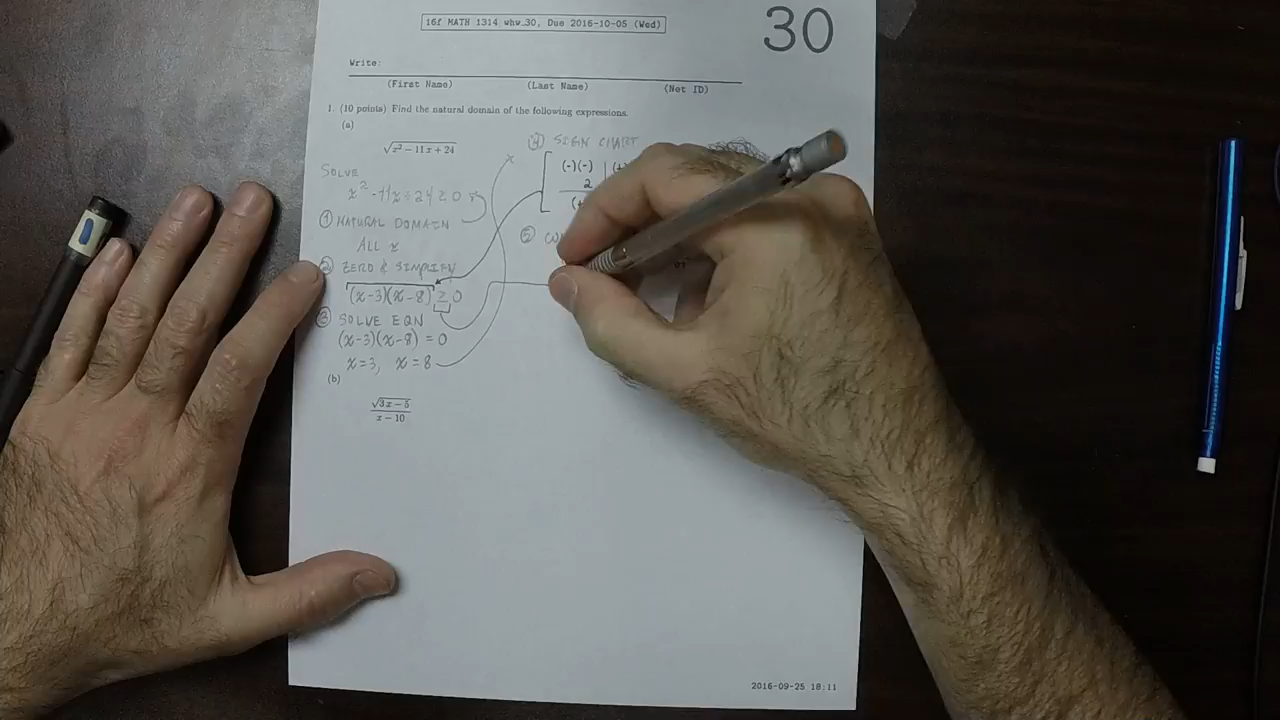 16f MATH 1314 whw_30, Due 2016-10-05 (Wed)
30
Write:
(First Name) (Last Name) (Net ID)
1. (10 points) Find the natural domain of the following expressions.
(a)
√x² − 11x + 24
SOLVE
x² - 11x + 24 ≥ 0
① NATURAL DOMAIN
ALL x
② ZERO & SIMPLIFY
(x-3)(x-8) ≥ 0
③ SOLVE EQN
(x-3)(x-8) = 0
x=3, x=8
④ SIGN CHART
(-)(-)
2
⑤
(b)
√3x − 5
x − 10
2016-09-25 18:11